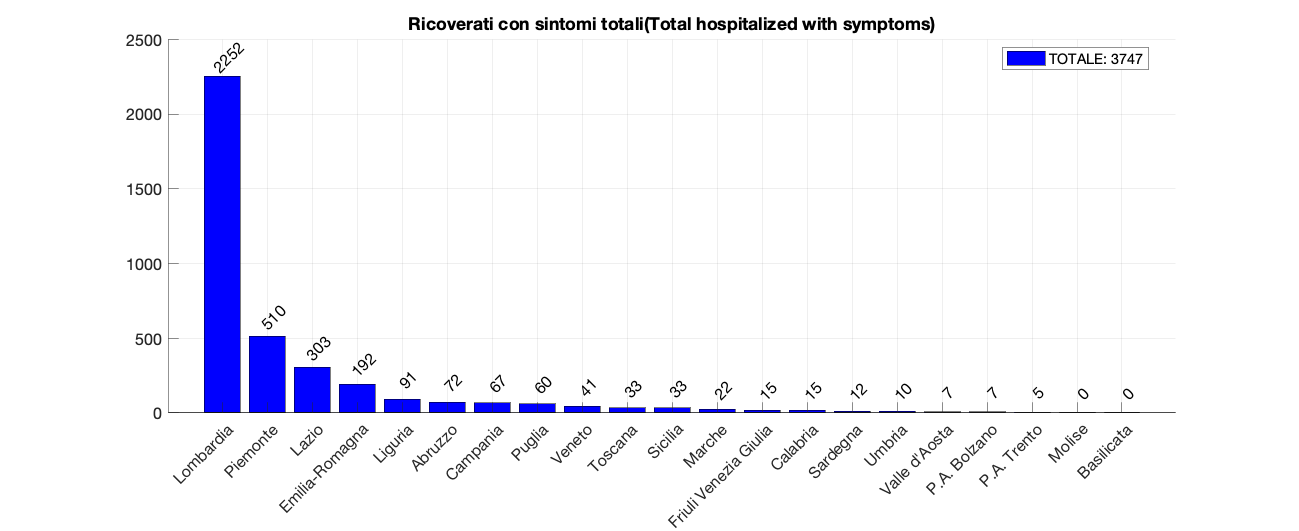 Ricoverati con sintomi totali(Total hospitalized with symptoms)
TOTALE: 3747
2500
2000
1500
1000
500
0
2252
510
303
192
91
72
67
60
41
33
33
22
15
15
12
10
7
7
5
0
0
Lombardia
Piemonte
Lazio
Emilia-Romagna
Liguria
Abruzzo
Campania
Puglia
Veneto
Toscana
Sicilia
Marche
Friuli Venezia Giulia
Calabria
Sardegna
Umbria
Valle d'Aosta
P.A. Bolzano
P.A. Trento
Molise
Basilicata